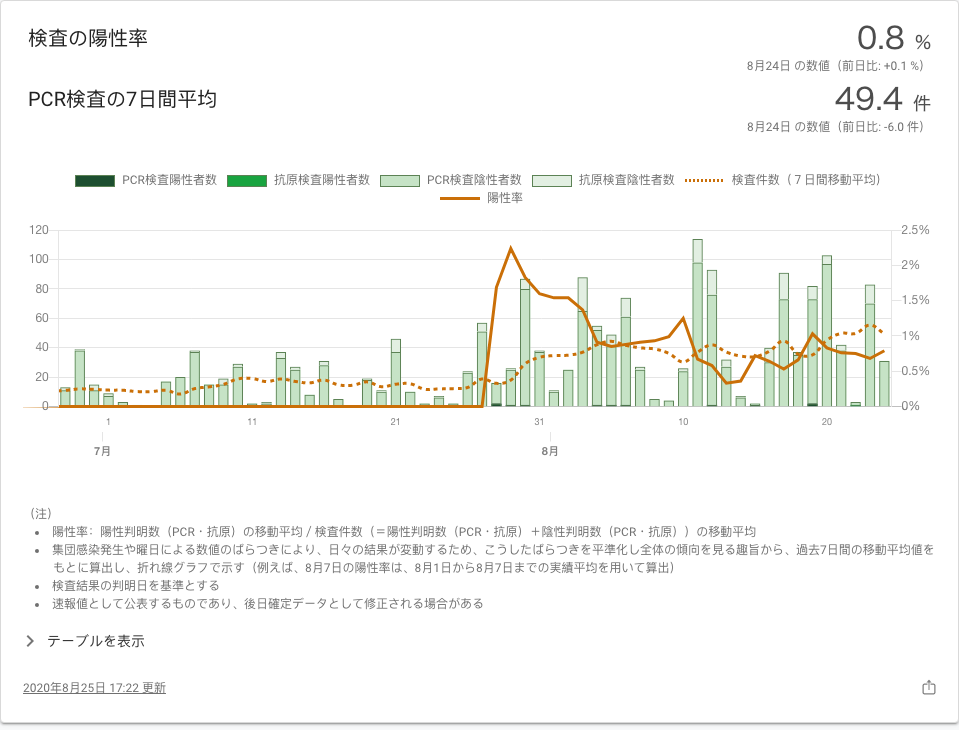 検査の陽性率
0.8 %
8月24日 の数値（前日比: +0.1 %）
PCR検査の7日間平均
49.4 件
8月24日 の数値（前日比: -6.0 件）
PCR検査陽性者数 抗原検査陽性者数 PCR検査陰性者数 抗原検査陰性者数 検査件数（７日間移動平均）
陽性率
120 2.5%
100 2%
80 1.5%
60 1%
40 0.5%
20 0%
0
1 11 21 31 10 20
7月 8月
（注）
陽性率：陽性判明数（PCR・抗原）の移動平均 / 検査件数（＝陽性判明数（PCR・抗原）＋陰性判明数（PCR・抗原））の移動平均
集団感染発生や曜日による数値のばらつきにより、日々の結果が変動するため、こうしたばらつきを平準化し全体の傾向を見る趣旨から、過去7日間の移動平均値を
もとに算出し、折れ線グラフで示す（例えば、8月7日の陽性率は、8月1日から8月7日までの実績平均を用いて算出）
検査結果の判明日を基準とする
速報値として公表するものであり、後日確定データとして修正される場合がある
テーブルを表示
2020年8月25日 17:22 更新